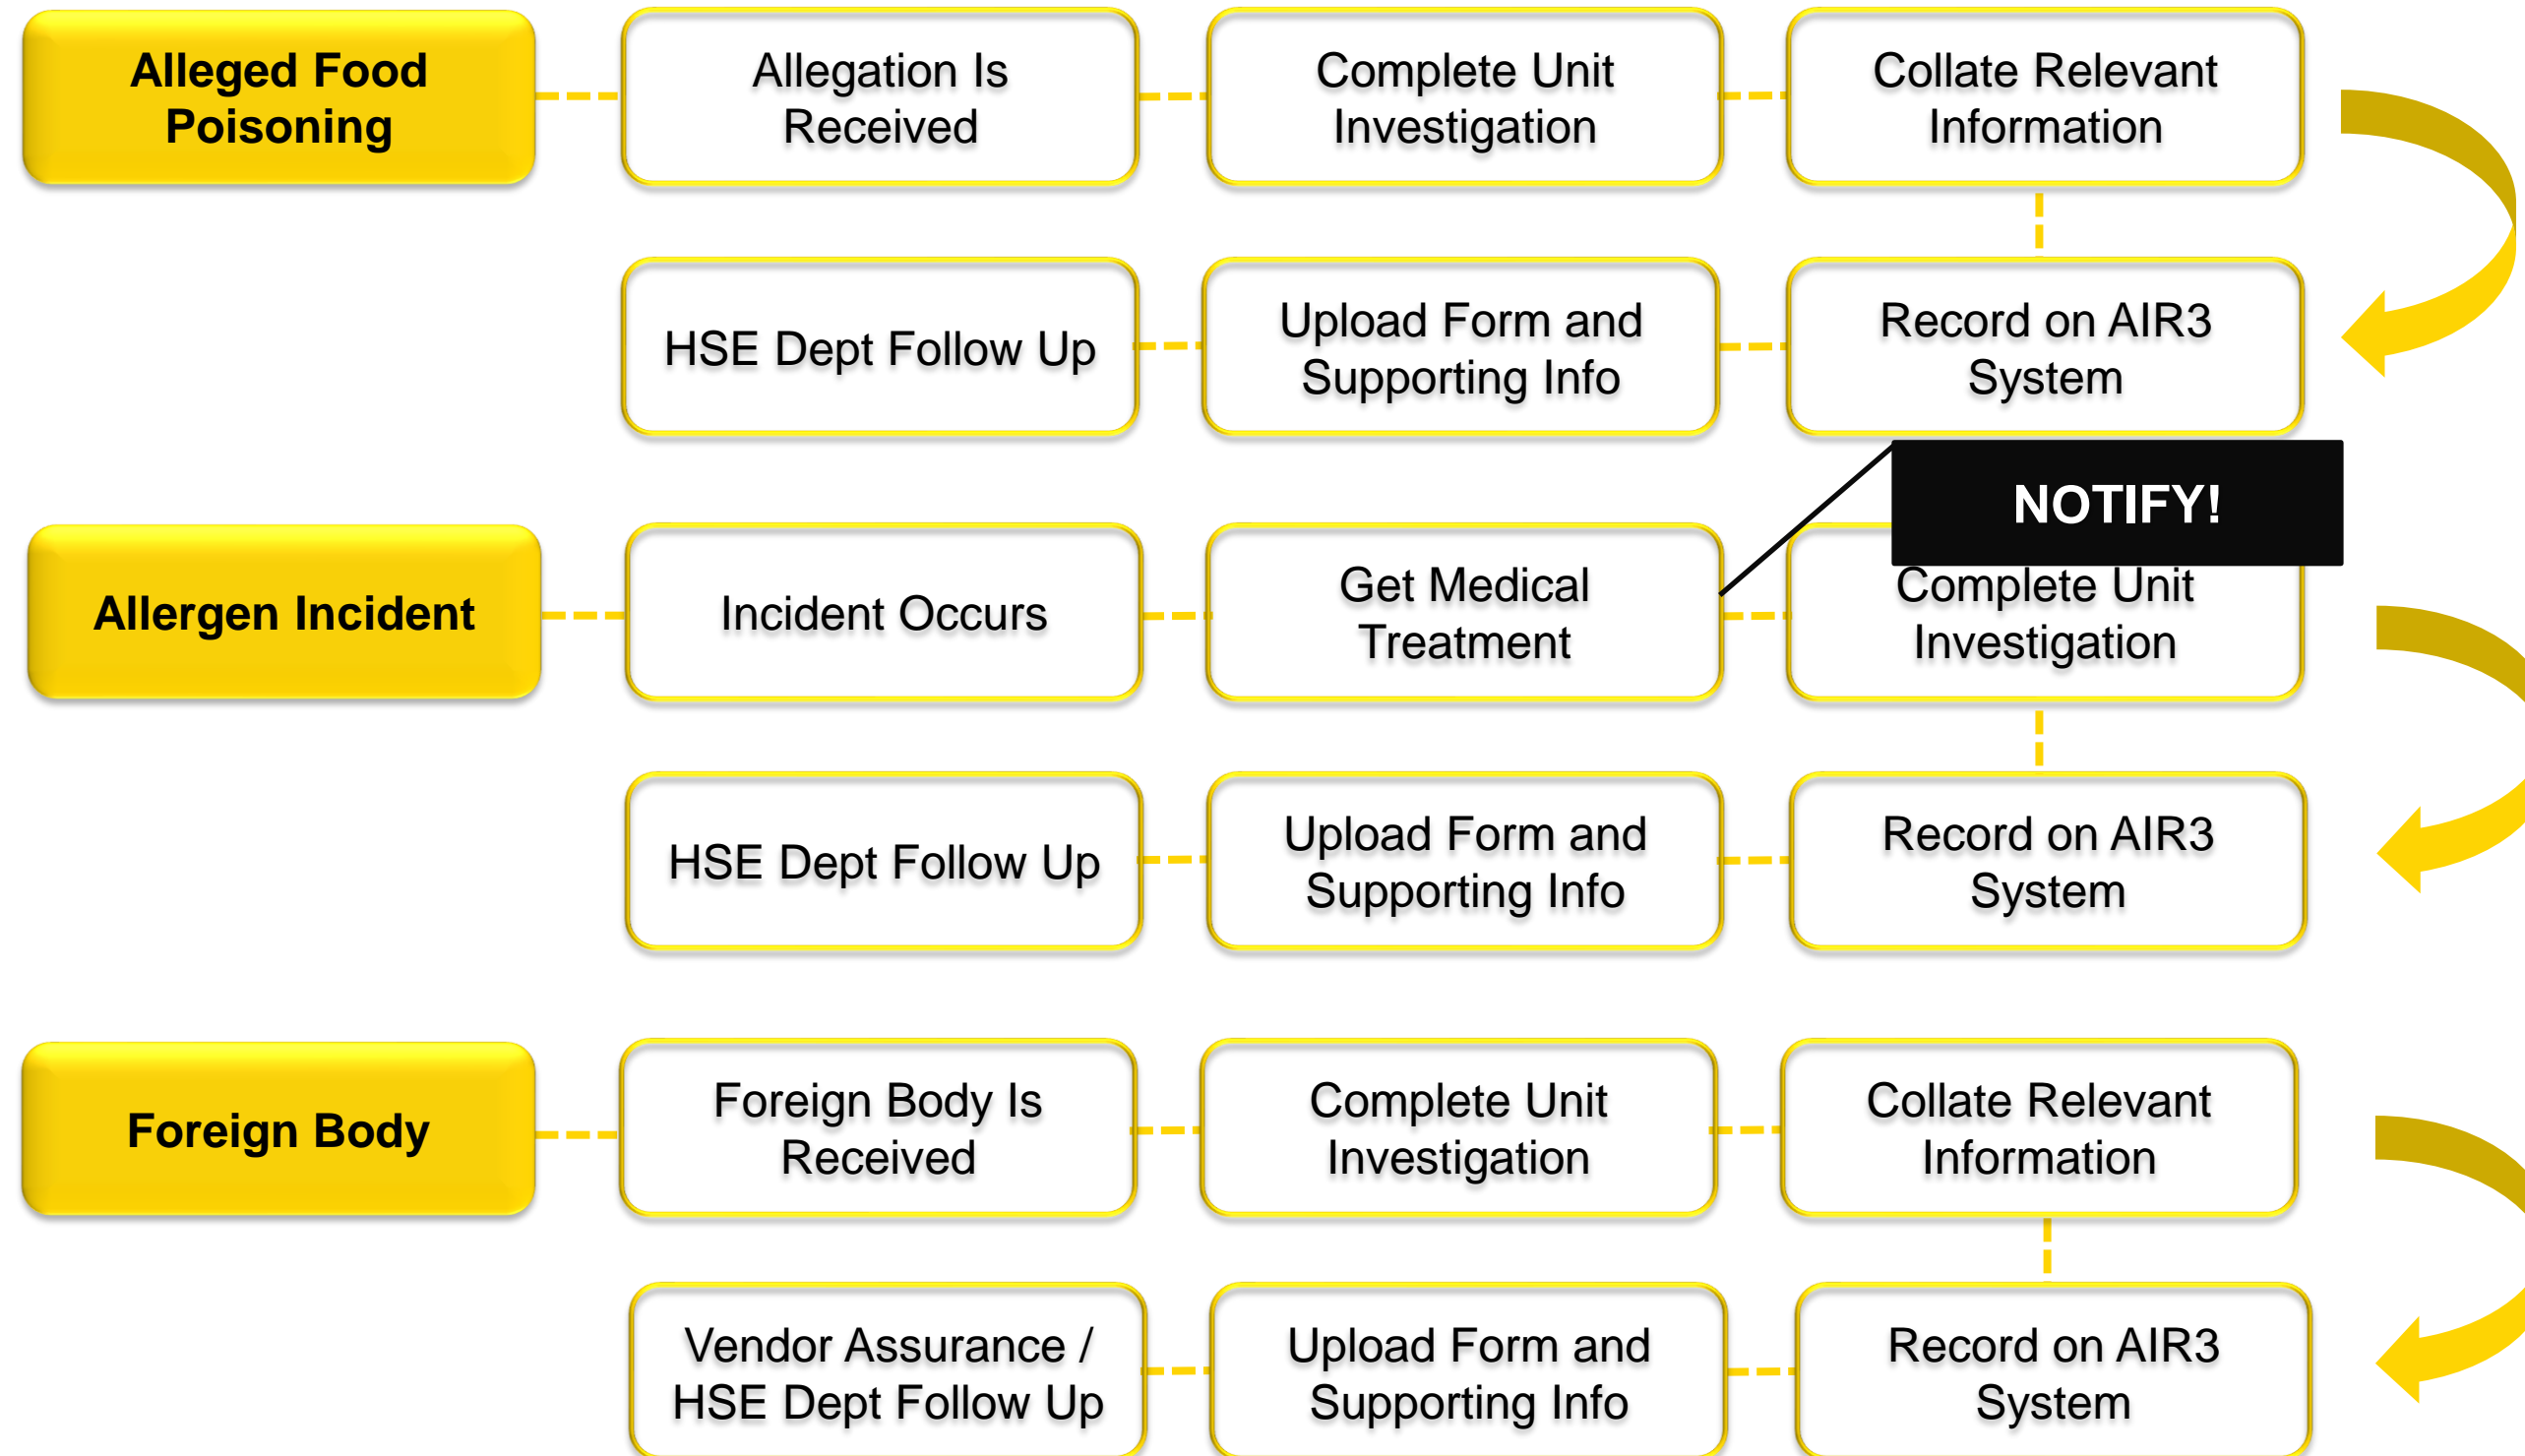 Alleged Food
Poisoning
Allegation Is
Received
Complete Unit
Investigation
Collate Relevant
Information
HSE Dept Follow Up
Upload Form and
Supporting Info
Record on AIR3
System
NOTIFY!
Allergen Incident
Incident Occurs
Get Medical
Treatment
Complete Unit
Investigation
HSE Dept Follow Up
Upload Form and
Supporting Info
Record on AIR3
System
Foreign Body
Foreign Body Is
Received
Complete Unit
Investigation
Collate Relevant
Information
Vendor Assurance /
HSE Dept Follow Up
Upload Form and
Supporting Info
Record on AIR3
System